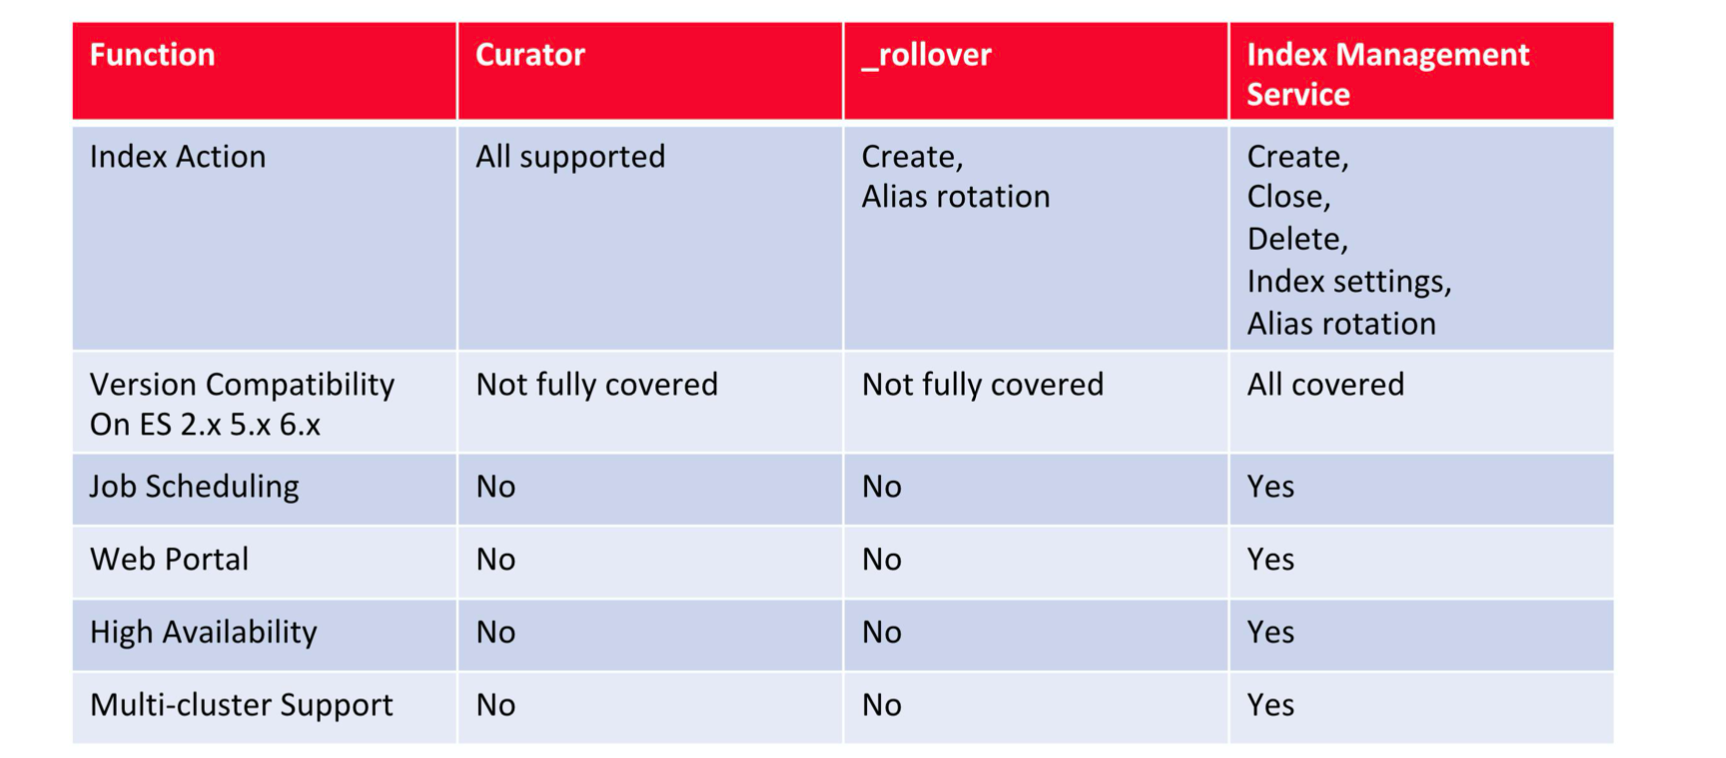 Function
Curator
_rollover
Index Management
Service
Index Action
All supported
Create,
Alias rotation
Create,
Close,
Delete,
Index settings,
Alias rotation
Version Compatibility
On ES 2.x 5.x 6.x
Not fully covered
Not fully covered
All covered
Job Scheduling
No
No
Yes
Web Portal
No
No
Yes
High Availability
No
No
Yes
Multi-cluster Support
No
No
Yes